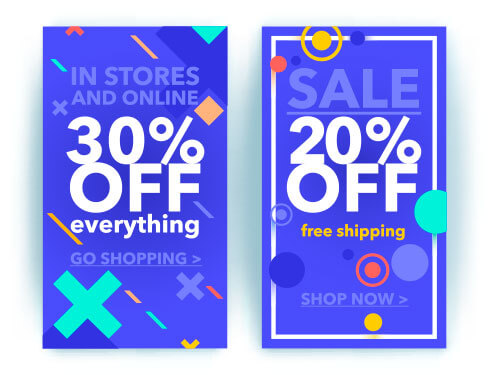 IN STORES
AND ONLINE
30%
OFF
everything
GO SHOPPING >
SALE
20%
OFF
free shipping
SHOP NOW >